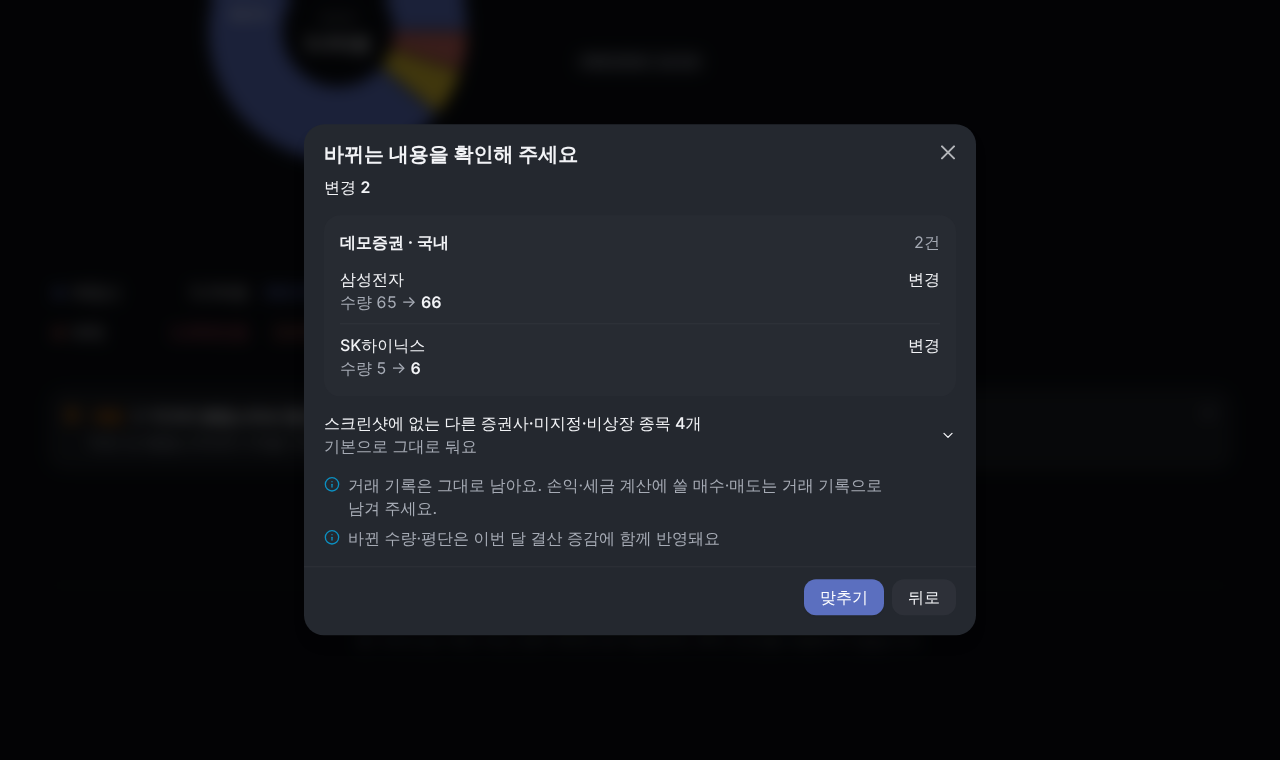 바뀌는 내용을 확인해 주세요
변경 2
데모증권 · 국내
2건
삼성전자
변경
수량 65 → 66
SK하이닉스
변경
수량 5 → 6
스크린샷에 없는 다른 증권사·미지정·비상장 종목 4개
기본으로 그대로 둬요
거래 기록은 그대로 남아요. 손익·세금 계산에 쓸 매수·매도는 거래 기록으로
남겨 주세요.
바뀐 수량·평단은 이번 달 결산 증감에 함께 반영돼요
맞추기
뒤로